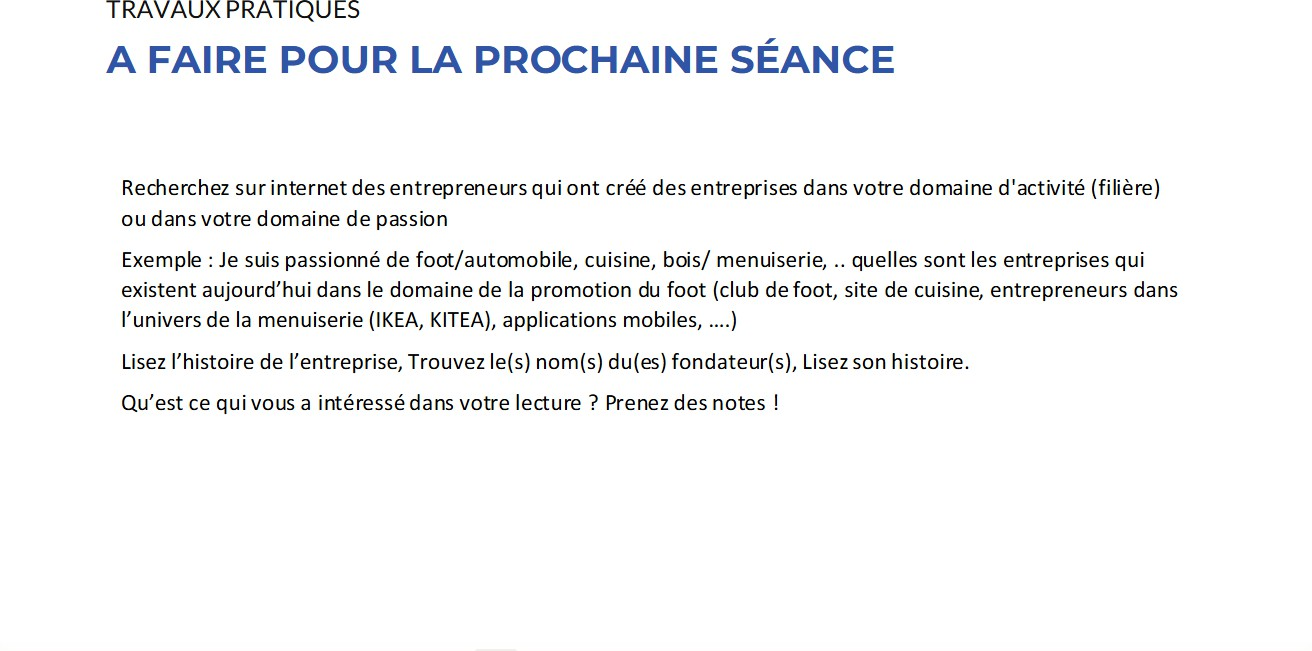 TRAVAUX PRATIQUES
A FAIRE POUR LA PROCHAINE SÉANCE
Recherchez sur internet des entrepreneurs qui ont créé des entreprises dans votre domaine d'activité (filière)
ou dans votre domaine de passion
Exemple : Je suis passionné de foot/automobile, cuisine, bois/ menuiserie, .. quelles sont les entreprises qui
existent aujourd’hui dans le domaine de la promotion du foot (club de foot, site de cuisine, entrepreneurs dans
l’univers de la menuiserie (IKEA, KITEA), applications mobiles, ….)
Lisez l’histoire de l’entreprise, Trouvez le(s) nom(s) du(es) fondateur(s), Lisez son histoire.
Qu’est ce qui vous a intéressé dans votre lecture ? Prenez des notes !